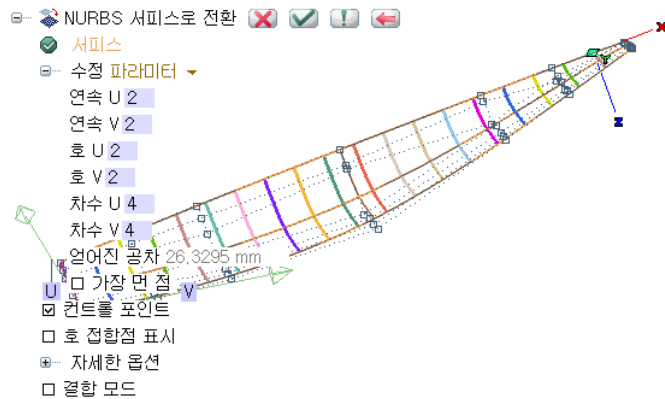 NURBS 서피스로 전환
서피스
수정 파라미터
연속 U 2
연속 V 2
호 U 2
호 V 2
차수 U 4
차수 V 4
얻어진 공차 26,3295 mm
가장 먼 점
컨트롤 포인트
호 접합점 표시
자세한 옵션
결합 모드
U
V
X
Y
Z